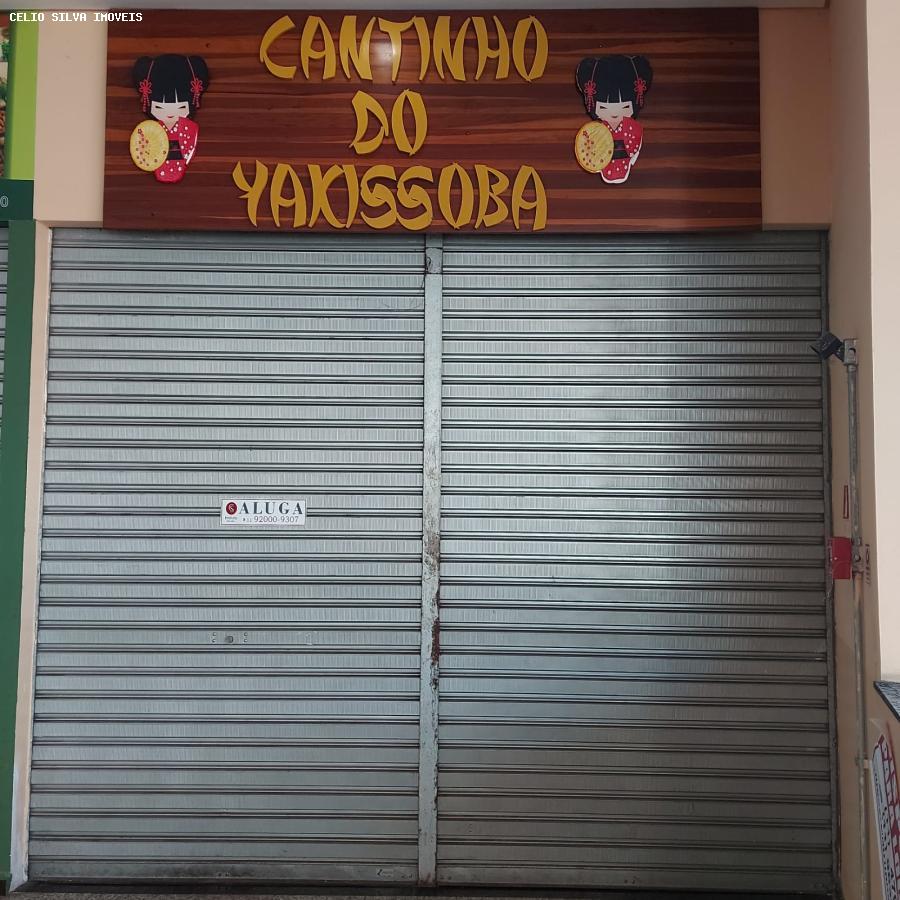 CELIO SILVA IMOVEIS
CANTINHO
DO
YAKISSOBA
ALUGA
92000-9307